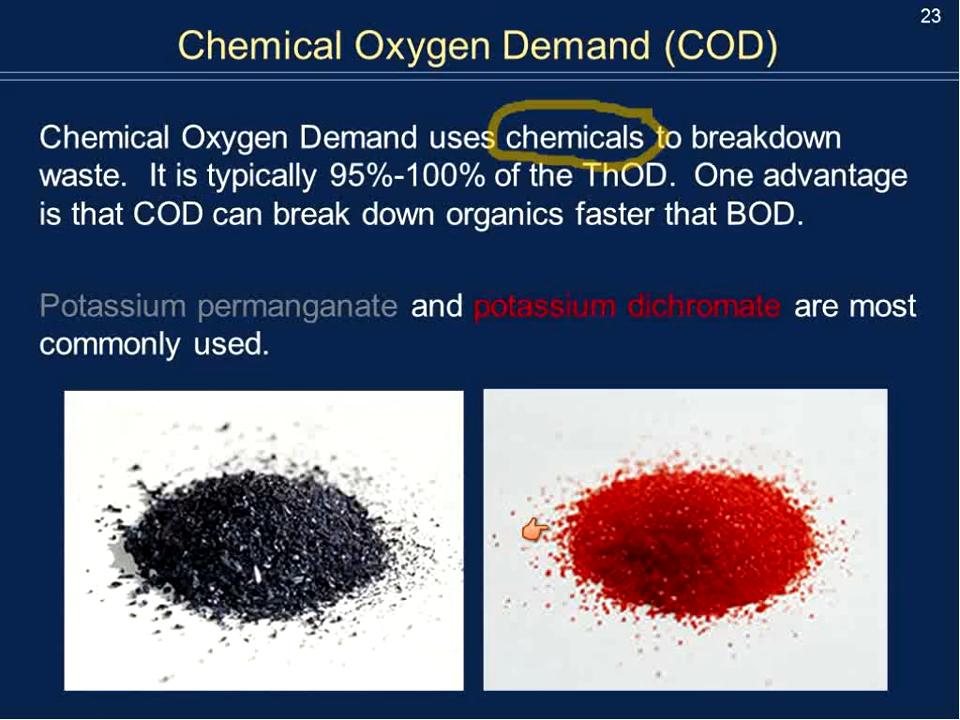 23
Chemical Oxygen Demand (COD)
Chemical Oxygen Demand uses chemicals to breakdown
waste. It is typically 95%-100% of the ThOD. One advantage
is that COD can break down organics faster that BOD.
Potassium permanganate and potassium dichromate are most
commonly used.